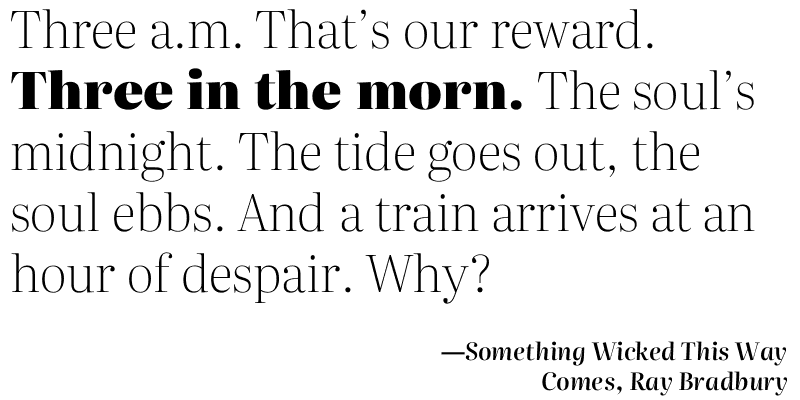 Three a.m. That’s our reward.
Three in the morn. The soul’s
midnight. The tide goes out, the
soul ebbs. And a train arrives at an
hour of despair. Why?
—Something Wicked This Way
Comes, Ray Bradbury